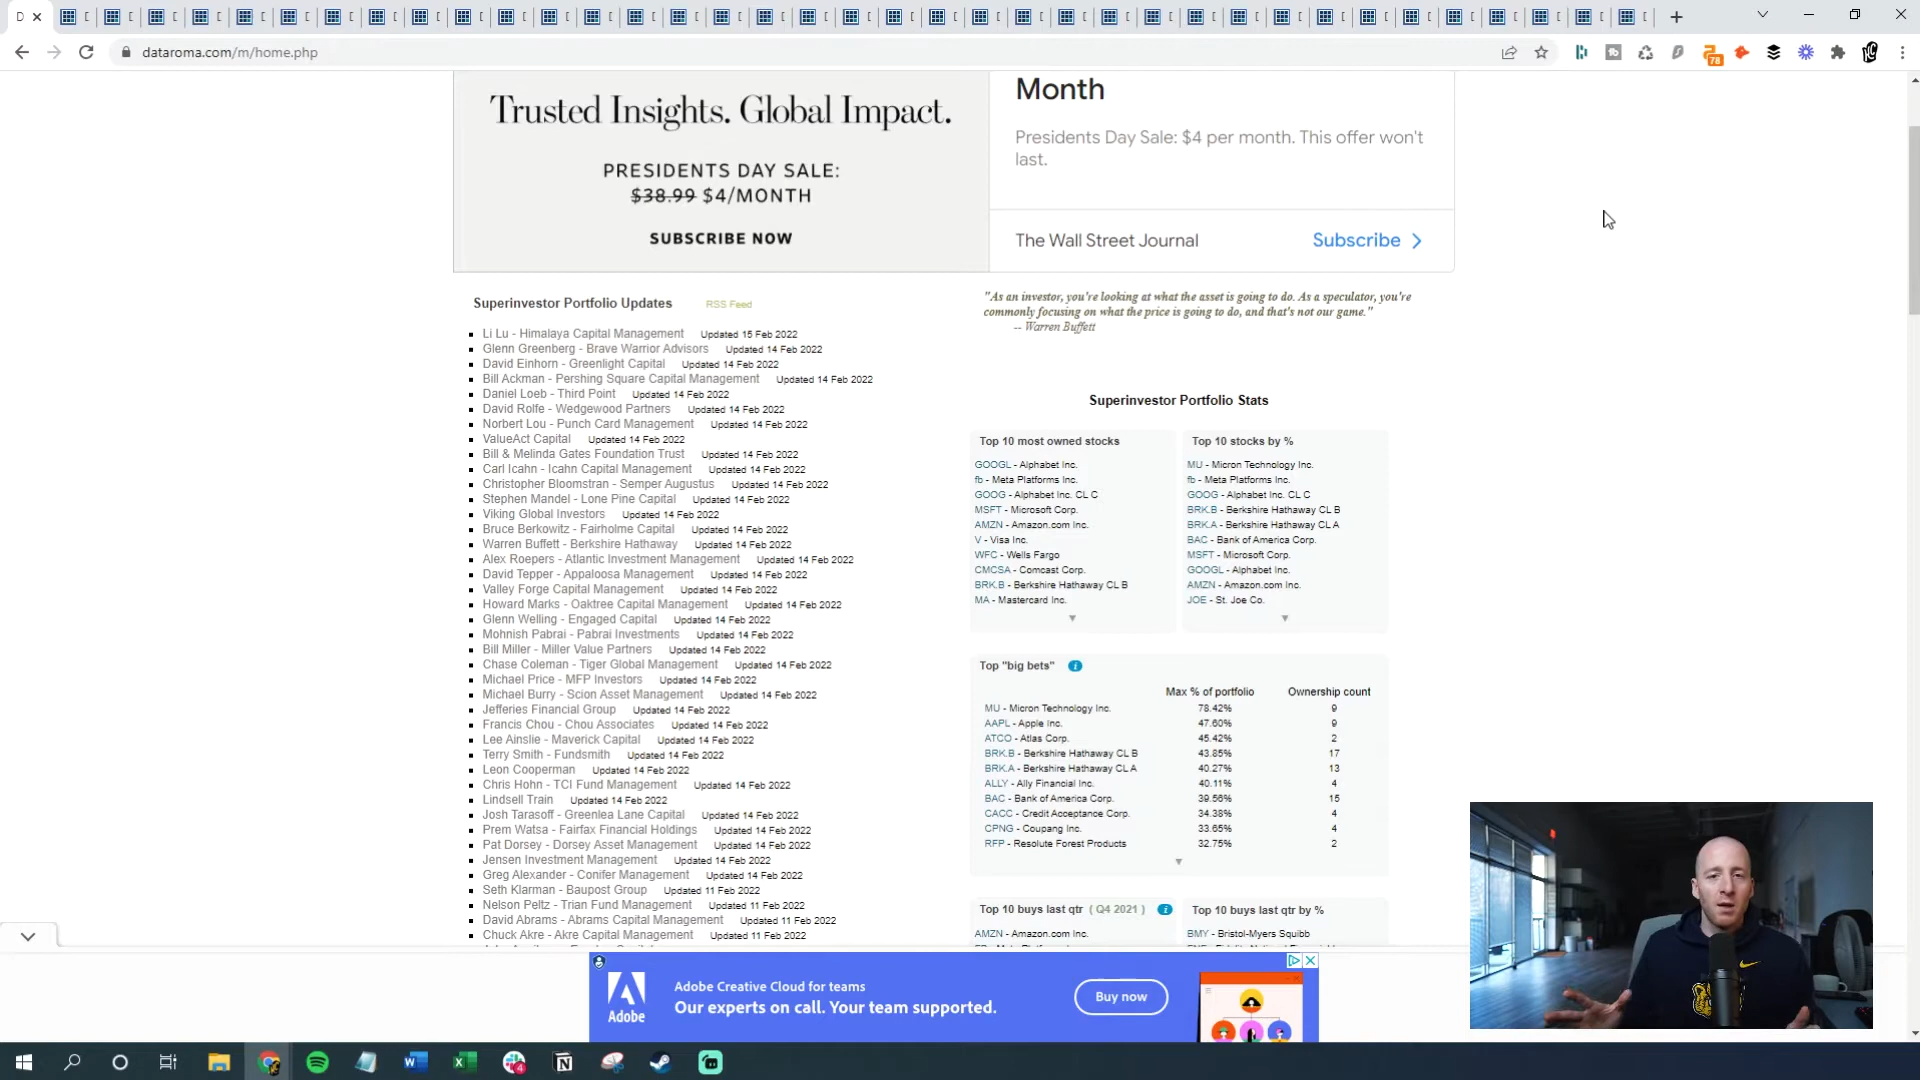 dataroma.com/m/home.php
78
Trusted Insights. Global Impact.
PRESIDENTS DAY SALE:
$38.99 $4/MONTH
SUBSCRIBE NOW
Month
Presidents Day Sale: $4 per month. This offer won't
last.
The Wall Street Journal
Subscribe
Superinvestor Portfolio Updates RSS Feed
Li Lu - Himalaya Capital Management Updated 15 Feb 2022
Glenn Greenberg - Brave Warrior Advisors Updated 14 Feb 2022
David Einhorn - Greenlight Capital Updated 14 Feb 2022
Bill Ackman - Pershing Square Capital Management Updated 14 Feb 2022
Daniel Loeb - Third Point Updated 14 Feb 2022
David Rolfe - Wedgewood Partners Updated 14 Feb 2022
Norbert Lou - Punch Card Management Updated 14 Feb 2022
ValueAct Capital Updated 14 Feb 2022
Bill & Melinda Gates Foundation Trust Updated 14 Feb 2022
Carl Icahn - Icahn Capital Management Updated 14 Feb 2022
Christopher Bloomstran - Semper Augustus Updated 14 Feb 2022
Stephen Mandel - Lone Pine Capital Updated 14 Feb 2022
Viking Global Investors Updated 14 Feb 2022
Bruce Berkowitz - Fairholme Capital Updated 14 Feb 2022
Warren Buffett - Berkshire Hathaway Updated 14 Feb 2022
Alex Roepers - Atlantic Investment Management Updated 14 Feb 2022
David Tepper - Appaloosa Management Updated 14 Feb 2022
Valley Forge Capital Management Updated 14 Feb 2022
Howard Marks - Oaktree Capital Management Updated 14 Feb 2022
Glenn Welling - Engaged Capital Updated 14 Feb 2022
Mohnish Pabrai - Pabrai Investments Updated 14 Feb 2022
Bill Miller - Miller Value Partners Updated 14 Feb 2022
Chase Coleman - Tiger Global Management Updated 14 Feb 2022
Michael Price - MFP Investors Updated 14 Feb 2022
Michael Burry - Scion Asset Management Updated 14 Feb 2022
Jefferies Financial Group Updated 14 Feb 2022
Francis Chou - Chou Associates Updated 14 Feb 2022
Lee Ainslie - Maverick Capital Updated 14 Feb 2022
Terry Smith - Fundsmith Updated 14 Feb 2022
Leon Cooperman Updated 14 Feb 2022
Chris Hohn - TCI Fund Management Updated 14 Feb 2022
Lindsell Train Updated 14 Feb 2022
Josh Tarasoff - Greenlea Lane Capital Updated 14 Feb 2022
Prem Watsa - Fairfax Financial Holdings Updated 14 Feb 2022
Pat Dorsey - Dorsey Asset Management Updated 14 Feb 2022
Jensen Investment Management Updated 14 Feb 2022
Greg Alexander - Conifer Management Updated 14 Feb 2022
Seth Klarman - Baupost Group Updated 11 Feb 2022
Nelson Peltz - Trian Fund Management Updated 11 Feb 2022
David Abrams - Abrams Capital Management Updated 11 Feb 2022
Chuck Akre - Akre Capital Management Updated 11 Feb 2022
"As an investor, you're looking at what the asset is going to do. As a speculator, you're
commonly focusing on what the price is going to do, and that's not our game."
-- Warren Buffett
Superinvestor Portfolio Stats
Top 10 most owned stocks
GOOGL - Alphabet Inc.
fb - Meta Platforms Inc.
GOOG - Alphabet Inc. CL C
MSFT - Microsoft Corp.
AMZN - Amazon.com Inc.
V - Visa Inc.
WFC - Wells Fargo
CMCSA - Comcast Corp.
BRK.B - Berkshire Hathaway CL B
MA - Mastercard Inc.
Top 10 stocks by %
MU - Micron Technology Inc.
fb - Meta Platforms Inc.
GOOG - Alphabet Inc. CL C
BRK.B - Berkshire Hathaway CL B
BRK.A - Berkshire Hathaway CL A
BAC - Bank of America Corp.
MSFT - Microsoft Corp.
GOOGL - Alphabet Inc.
AMZN - Amazon.com Inc.
JOE - St. Joe Co.
Top "big bets" i
Max % of portfolio Ownership count
MU - Micron Technology Inc. 78.42% 9
AAPL - Apple Inc. 47.60% 9
ATCO - Atlas Corp. 45.42% 2
BRK.B - Berkshire Hathaway CL B 43.85% 17
BRK.A - Berkshire Hathaway CL A 40.27% 13
ALLY - Ally Financial Inc. 40.11% 4
BAC - Bank of America Corp. 39.56% 15
CACC - Credit Acceptance Corp. 34.38% 4
CPNG - Coupang Inc. 33.65% 4
RFP - Resolute Forest Products 32.75% 2
Top 10 buys last qtr ( Q4 2021 ) i
AMZN - Amazon.com Inc.
Top 10 buys last qtr by %
BMY - Bristol-Myers Squibb
Adobe
Adobe Creative Cloud for teams
Our experts on call. Your team supported.
Buy now